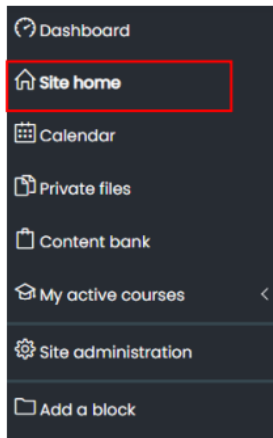 Dashboard
Site home
Calendar
Private files
Content bank
My active courses
Site administration
Add a block